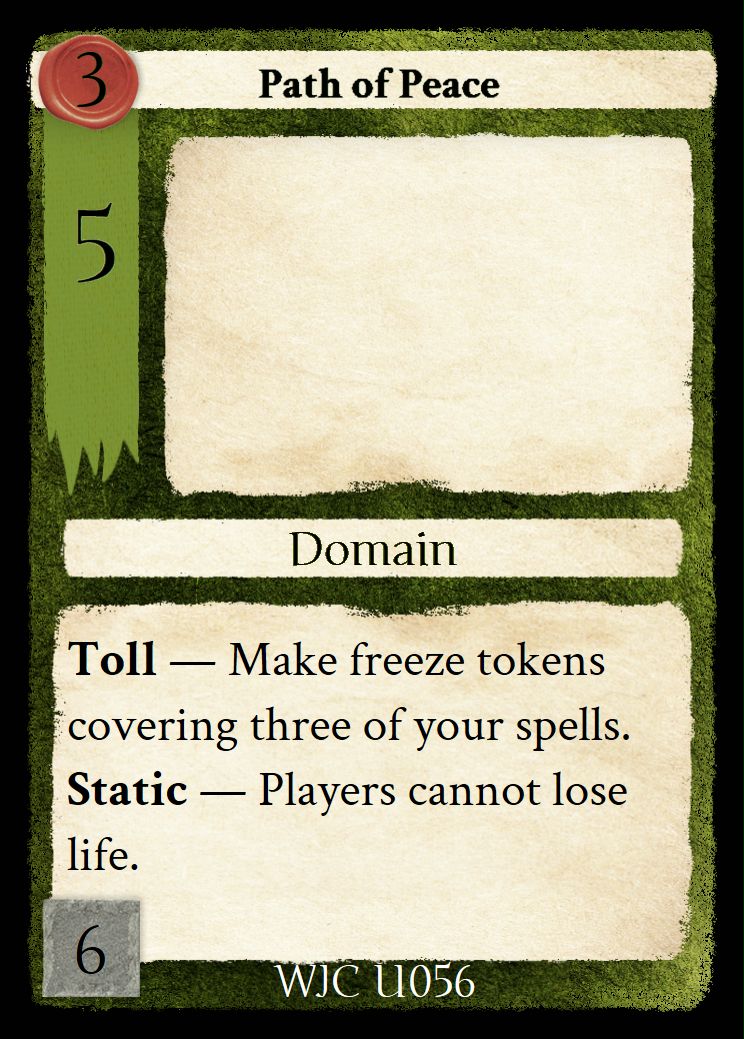 3
Path of Peace
5
Domain
Toll — Make freeze tokens
covering three of your spells.
Static — Players cannot lose
life.
6
WJC U056